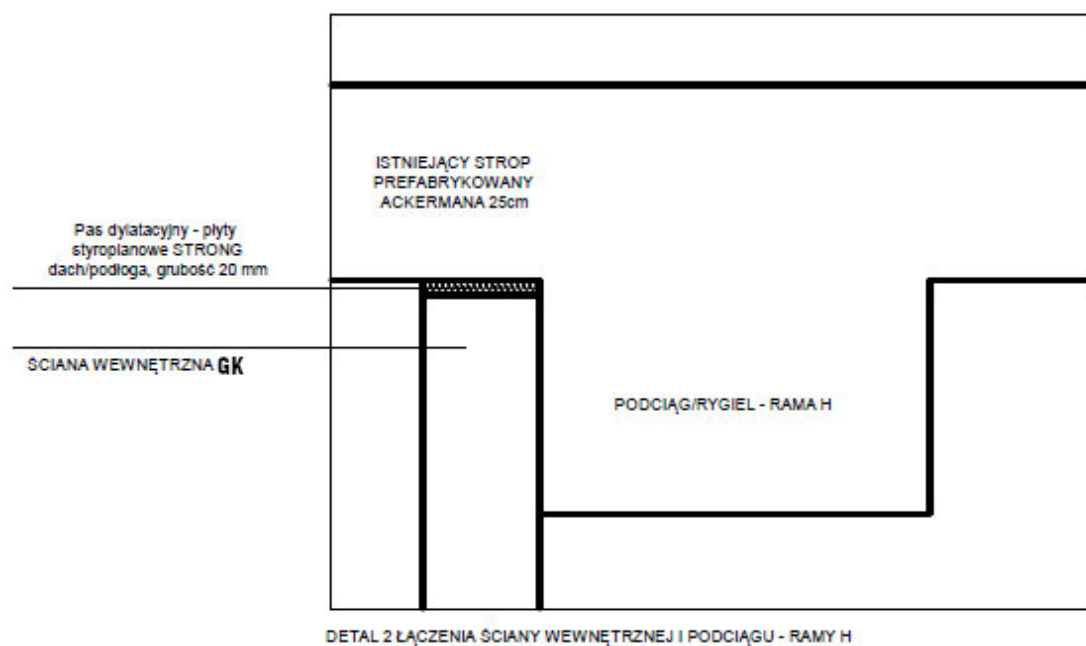 ISTNIEJĄCY STROP
PREFABRYKOWANY
ACKERMANA 25cm
Pas dylatacyjny - płyty
styropianowe STRONG
dach/podłoga, grubość 20 mm
ŚCIANA WEWNĘTRZNA GK
PODCIĄG/RYGIEL - RAMA H
DETAL 2 ŁĄCZENIA ŚCIANY WEWNĘTRZNEJ I PODCIĄGU - RAMY H